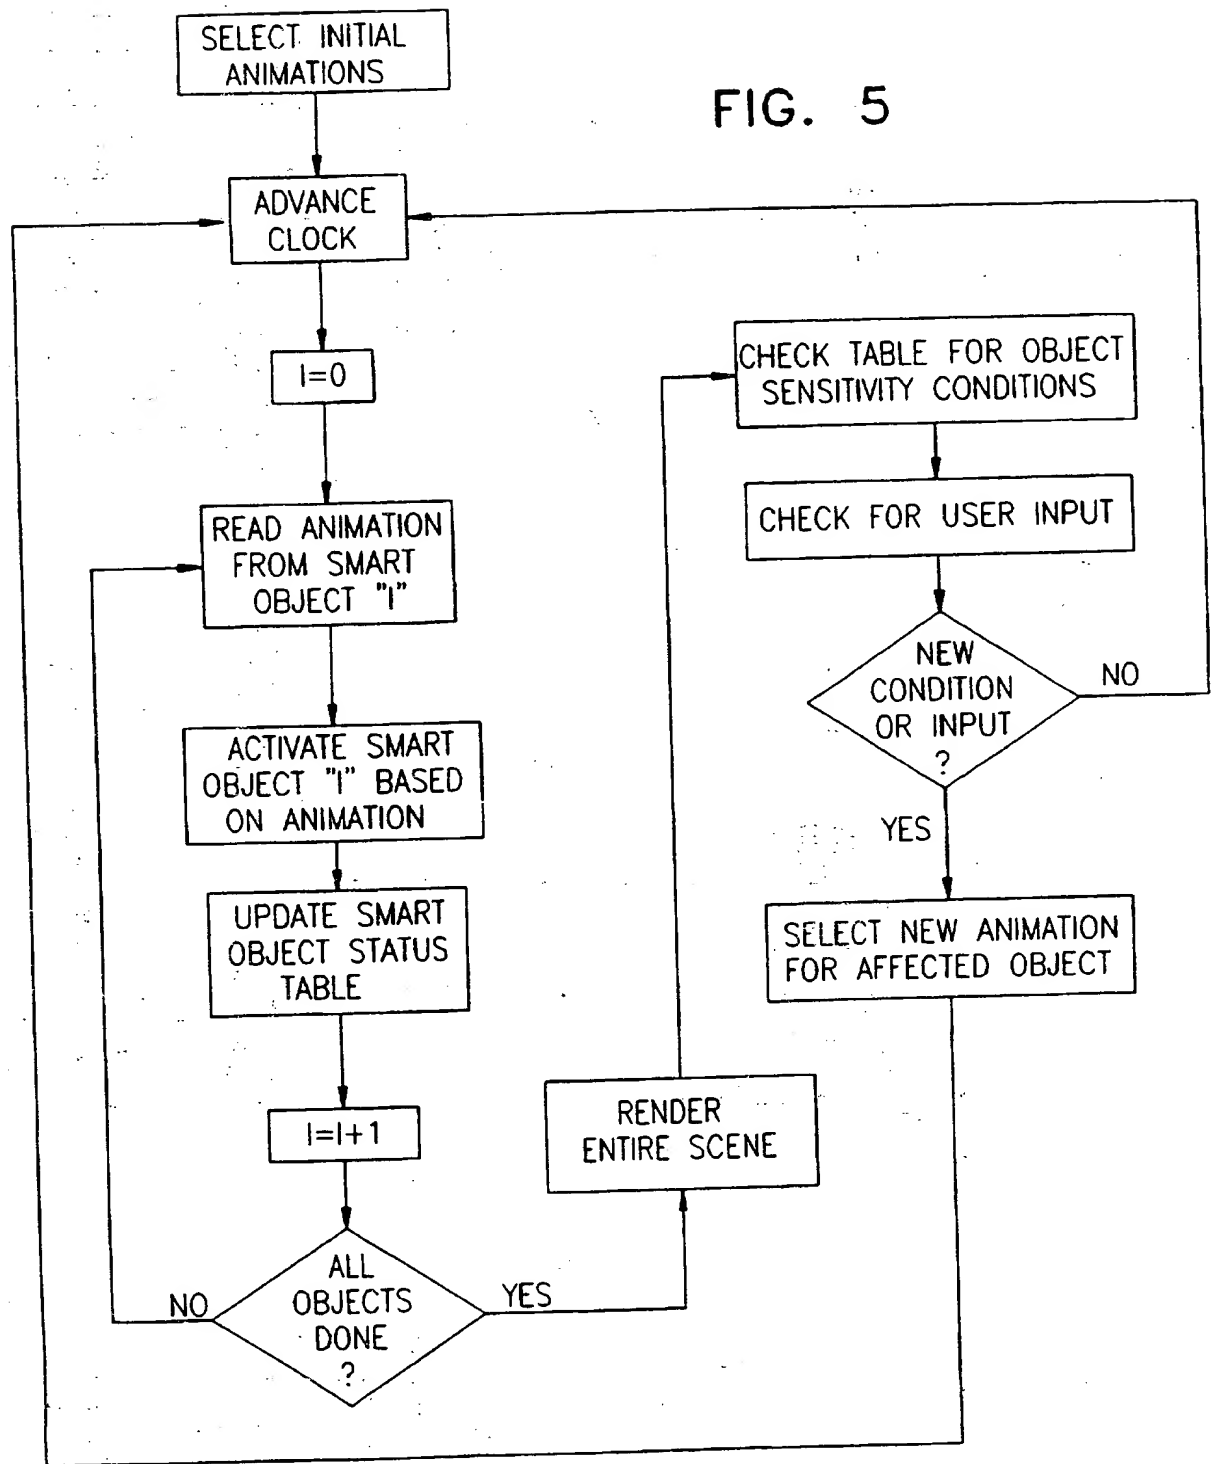 SELECT INITIAL
ANIMATIONS
FIG. 5
ADVANCE
CLOCK
I=0
READ ANIMATION
FROM SMART
OBJECT "I"
ACTIVATE SMART
OBJECT "I" BASED
ON ANIMATION
UPDATE SMART
OBJECT STATUS
TABLE
I=I+1
ALL
OBJECTS
DONE
?
NO
YES
RENDER
ENTIRE SCENE
CHECK TABLE FOR OBJECT
SENSITIVITY CONDITIONS
CHECK FOR USER INPUT
NEW
CONDITION
OR INPUT
?
NO
YES
SELECT NEW ANIMATION
FOR AFFECTED OBJECT